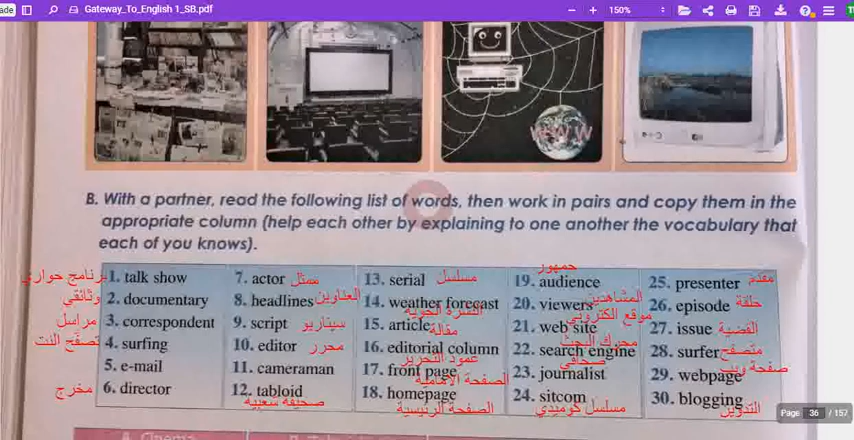 Gateway_To_English 1_SB.pdf
150%
WWW
B. With a partner, read the following list of words, then work in pairs and copy them in the
appropriate column (help each other by explaining to one another the vocabulary that
each of you knows).
1. talk show برنامج حواري
2. documentary وثائقي
3. correspondent مراسل
4. surfing تصفح النت
5. e-mail
6. director مخرج
7. actor ممثل
8. headlines العناوين
9. script سيناريو
10. editor محرر
11. cameraman
12. tabloid
صحيفة شعبية
13. serial مسلسل
14. weather forecast
النشرة الجوية
15. article مقالة
16. editorial column
عمود التحرير
17. front page
الصفحة الأمامية
18. homepage
الصفحة الرئيسية
جمهور
19. audience
20. viewers المشاهدين
موقع الكتروني
21. web site
محرك البحث
22. search engine
صحفي
23. journalist
24. sitcom
مسلسل كوميدي
25. presenter مقدم
26. episode حلقة
27. issue القضية
28. surfer متصفح
صفحة ويب
29. webpage
30. blogging
التدوين
Page 36 / 157